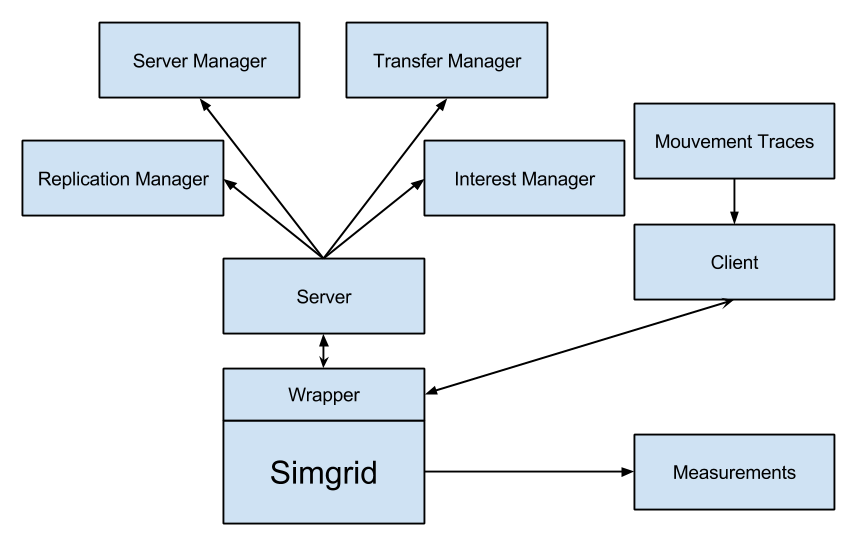 Server Manager
Transfer Manager
Mouvement Traces
Replication Manager
Interest Manager
Client
Server
Wrapper
Simgrid
Measurements